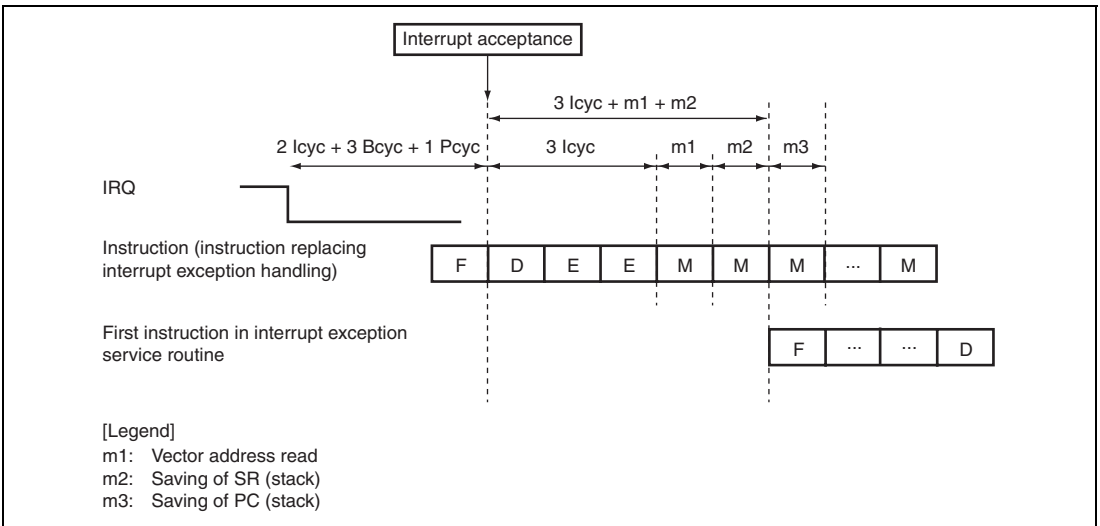 Interrupt acceptance
3 Icyc + m1 + m2
2 Icyc + 3 Bcyc + 1 Pcyc
3 Icyc
m1
m2
m3
IRQ
Instruction (instruction replacing
interrupt exception handling)
F D E E M M M ... M
First instruction in interrupt exception
service routine
F ... ... D
[Legend]
m1: Vector address read
m2: Saving of SR (stack)
m3: Saving of PC (stack)